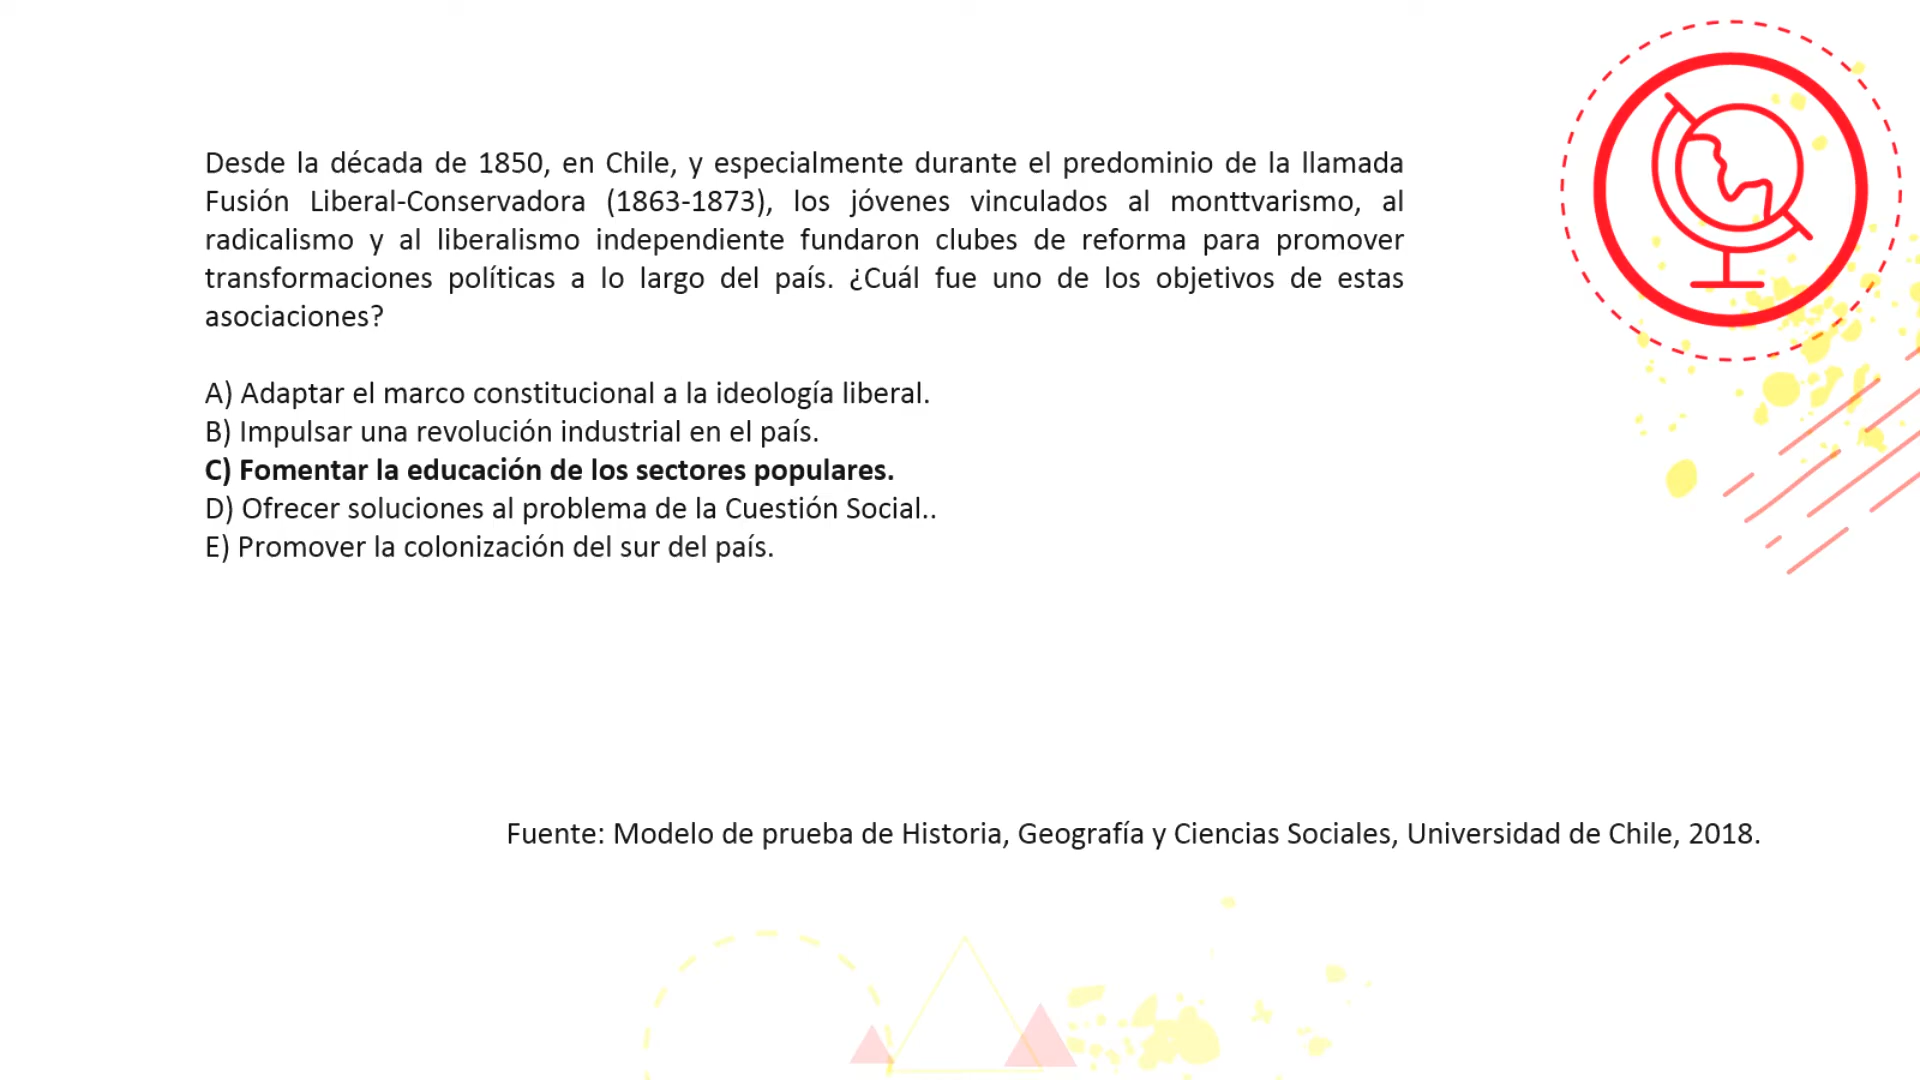 Desde la década de 1850, en Chile, y especialmente durante el predominio de la llamada
Fusión Liberal-Conservadora (1863-1873), los jóvenes vinculados al monttvarismo, al
radicalismo y al liberalismo independiente fundaron clubes de reforma para promover
transformaciones políticas a lo largo del país. ¿Cuál fue uno de los objetivos de estas
asociaciones?
A) Adaptar el marco constitucional a la ideología liberal.
B) Impulsar una revolución industrial en el país.
C) Fomentar la educación de los sectores populares.
D) Ofrecer soluciones al problema de la Cuestión Social..
E) Promover la colonización del sur del país.
Fuente: Modelo de prueba de Historia, Geografía y Ciencias Sociales, Universidad de Chile, 2018.